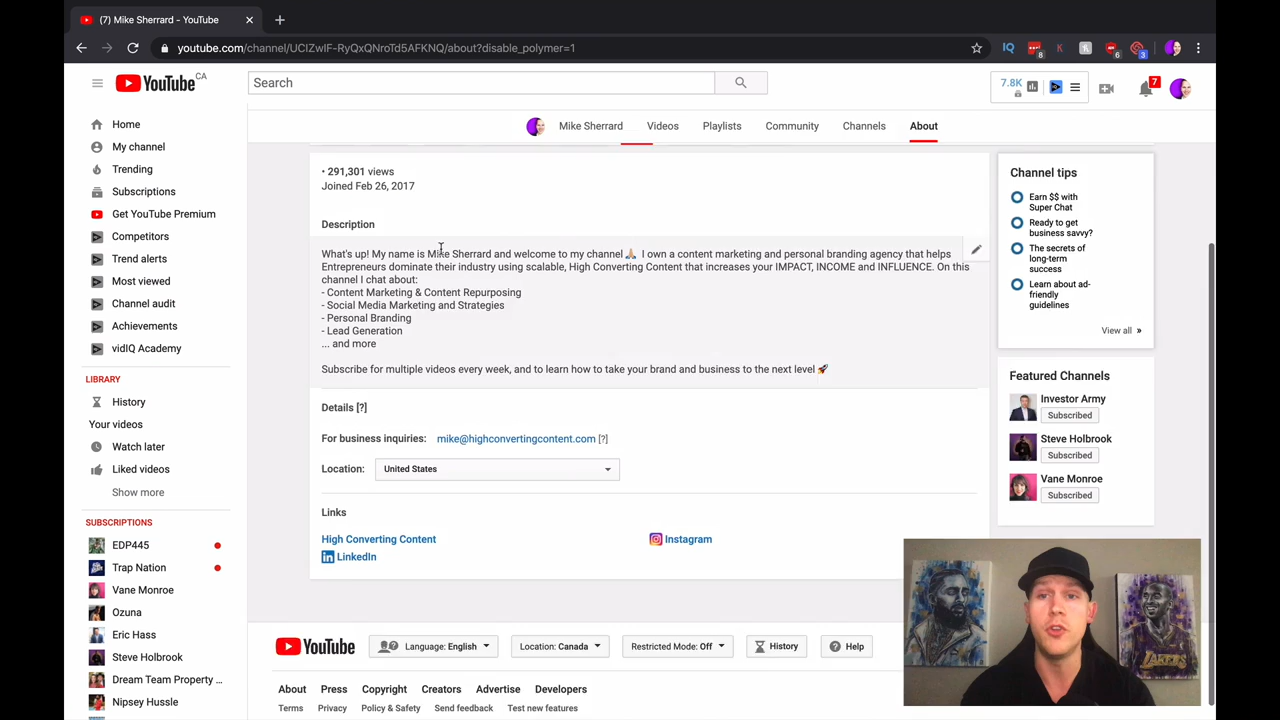 (7) Mike Sherrard - YouTube
youtube.com/channel/UCIZwIF-RyQxQNroTd5AFKNQ/about?disable_polymer=1
IQ 8 K 6 3
YouTube CA
Search
7.8K
7
Mike Sherrard Videos Playlists Community Channels About
Home
My channel
Trending
Subscriptions
Get YouTube Premium
Competitors
Trend alerts
Most viewed
Channel audit
Achievements
vidIQ Academy
LIBRARY
History
Your videos
Watch later
Liked videos
Show more
SUBSCRIPTIONS
EDP445
Trap Nation
Vane Monroe
Ozuna
Eric Hass
Steve Holbrook
Dream Team Property ...
Nipsey Hussle
• 291,301 views
Joined Feb 26, 2017
Description
What's up! My name is Mike Sherrard and welcome to my channel 🙏🏼 I own a content marketing and personal branding agency that helps
Entrepreneurs dominate their industry using scalable, High Converting Content that increases your IMPACT, INCOME and INFLUENCE. On this
channel I chat about:
- Content Marketing & Content Repurposing
- Social Media Marketing and Strategies
- Personal Branding
- Lead Generation
... and more
Subscribe for multiple videos every week, and to learn how to take your brand and business to the next level 🚀
Details [?]
For business inquiries: mike@highconvertingcontent.com [?]
Location: United States
Links
High Converting Content Instagram
LinkedIn
Channel tips
Earn $$ with
Super Chat
Ready to get
business savvy?
The secrets of
long-term
success
Learn about ad-
friendly
guidelines
View all »
Featured Channels
Investor Army
Subscribed
Steve Holbrook
Subscribed
Vane Monroe
Subscribed
YouTube Language: English Location: Canada Restricted Mode: Off History Help
About Press Copyright Creators Advertise Developers
Terms Privacy Policy & Safety Send feedback Test new features
LAKERS